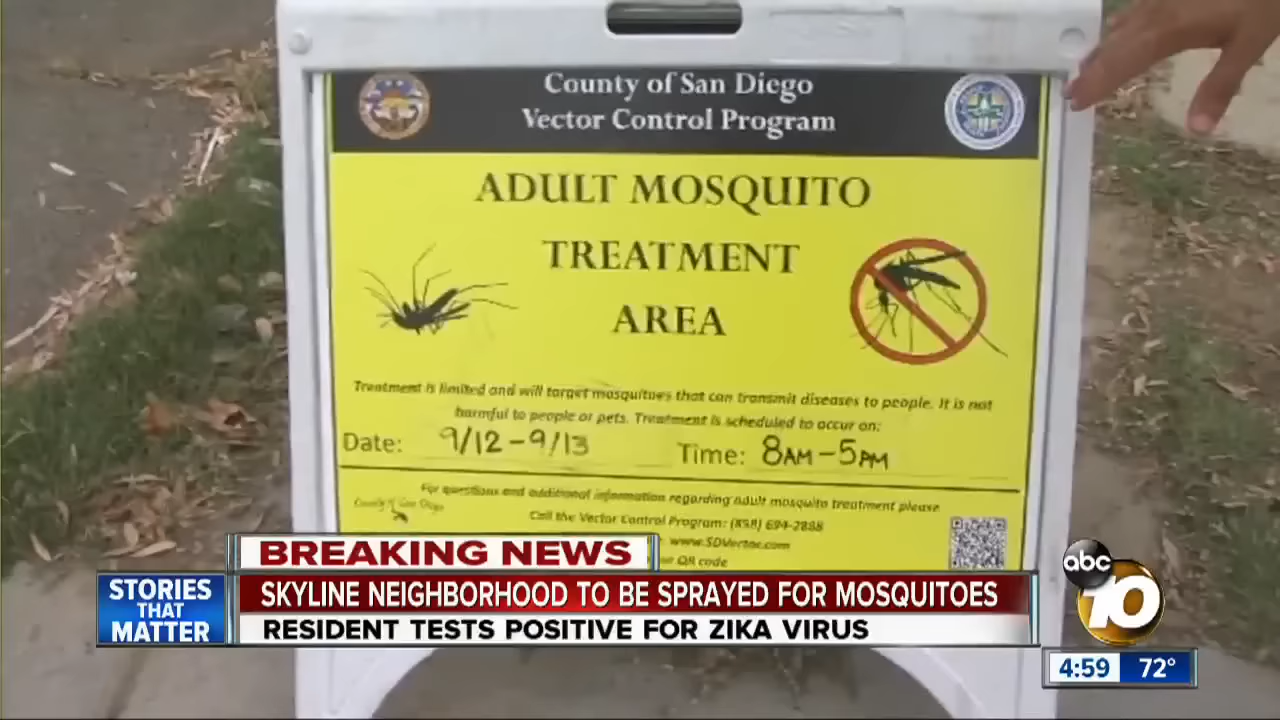 County of San Diego
Vector Control Program
ADULT MOSQUITO
TREATMENT
AREA
Treatment is limited and will target mosquitoes that can transmit diseases to people. It is not
harmful to people or pets. Treatment is scheduled to occur on:
Date: 9/12-9/13 Time: 8AM-5PM
For questions and additional information regarding adult mosquito treatment please
Call the Vector Control Program: (858) 694-2888
www.SDVector.com
QR code
County of San Diego
BREAKING NEWS
STORIES
THAT
MATTER
SKYLINE NEIGHBORHOOD TO BE SPRAYED FOR MOSQUITOES
RESIDENT TESTS POSITIVE FOR ZIKA VIRUS
abc
10
4:59 72°